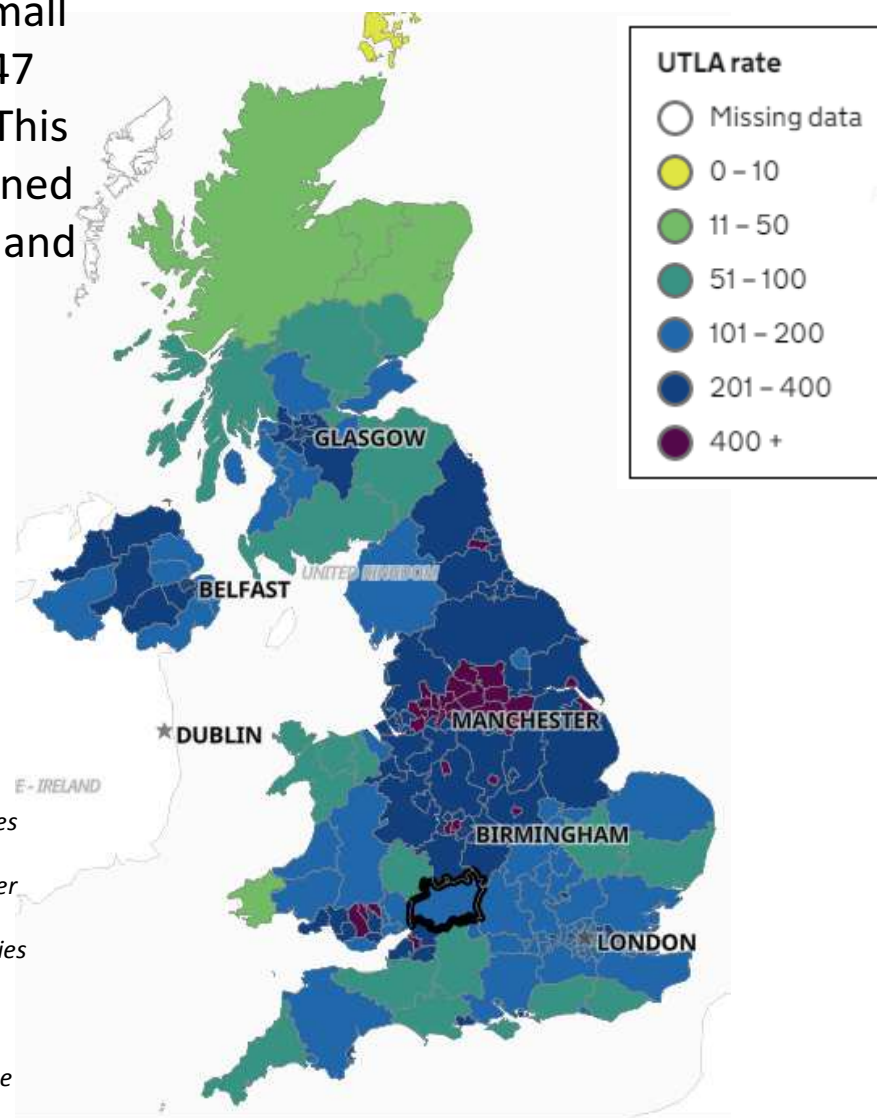 mall
47
This
ned
and
UTLA rate
Missing data
0 – 10
11 – 50
51 – 100
101 – 200
201 – 400
400 +
GLASGOW
UNITED KINGDOM
BELFAST
MANCHESTER
DUBLIN
E - IRELAND
es
BIRMINGHAM
er
LONDON
ies
e